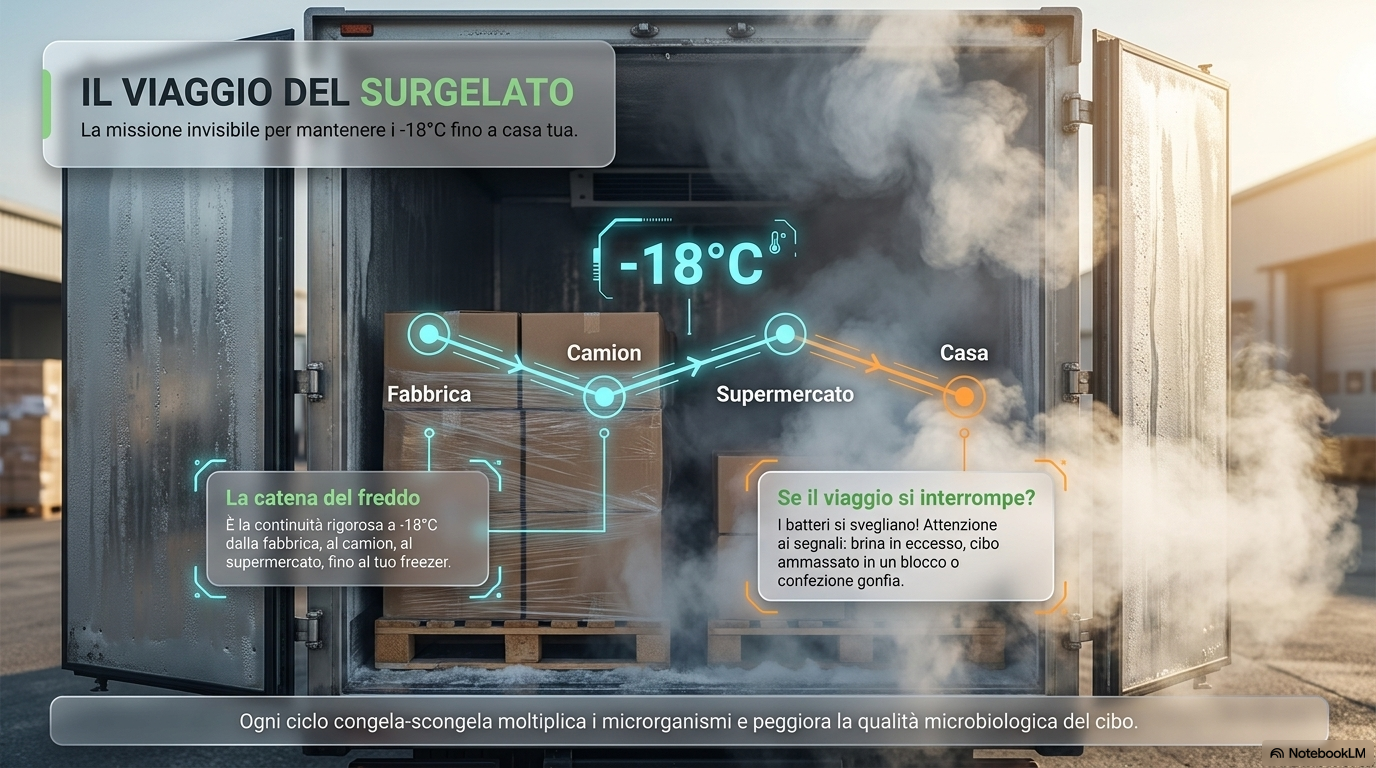 IL VIAGGIO DEL SURGELATO
La missione invisibile per mantenere i -18°C fino a casa tua.
-18°C
Camion
Casa
Fabbrica
Supermercato
La catena del freddo
È la continuità rigorosa a -18°C
dalla fabbrica, al camion, al
supermercato, fino al tuo freezer.
Se il viaggio si interrompe?
I batteri si svegliano! Attenzione
ai segnali: brina in eccesso, cibo
ammassato in un blocco o
confezione gonfia.
Ogni ciclo congela-scongela moltiplica i microrganismi e peggiora la qualità microbiologica del cibo.
NotebookLM